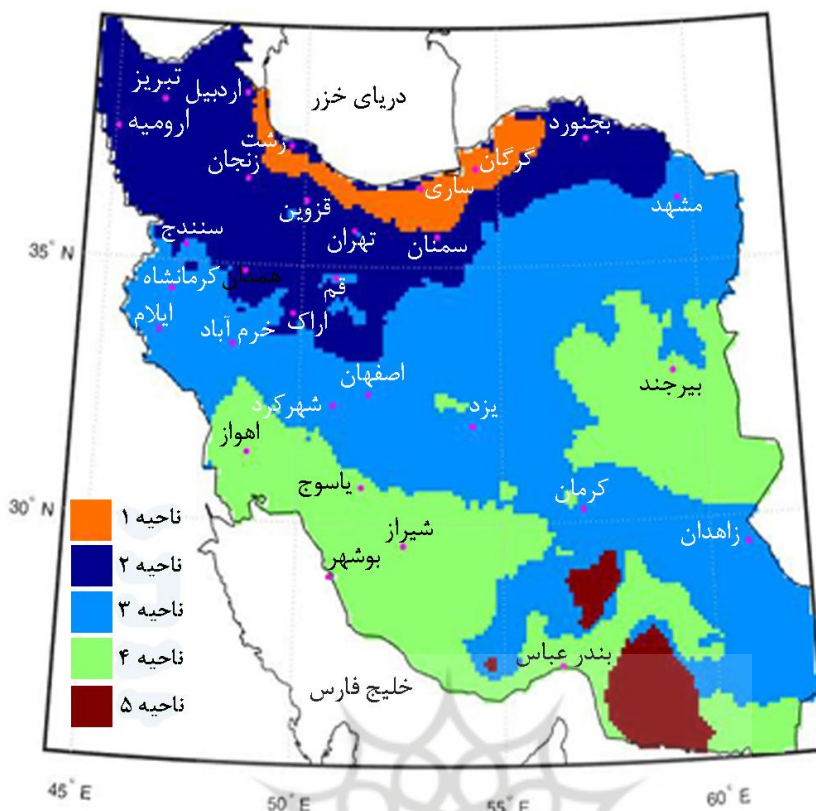 دریای خزر
تبریز
اردبیل
ارومیه
رشت
زنجان
بجنورد
گرگان
ساری
مشهد
قزوین
تهران
سمنان
سنندج
35° N
همدان
کرمانشاه
قم
ایلام
خرم آباد
اراک
اصفهان
بیرجند
شهرکرد
یزد
اهواز
یاسوج
کرمان
30° N
شیراز
زاهدان
بوشهر
بندر عباس
خلیج فارس
ناحیه ۱
ناحیه ۲
ناحیه ۳
ناحیه ۴
ناحیه ۵
45° E
50° E
55° E
60° E